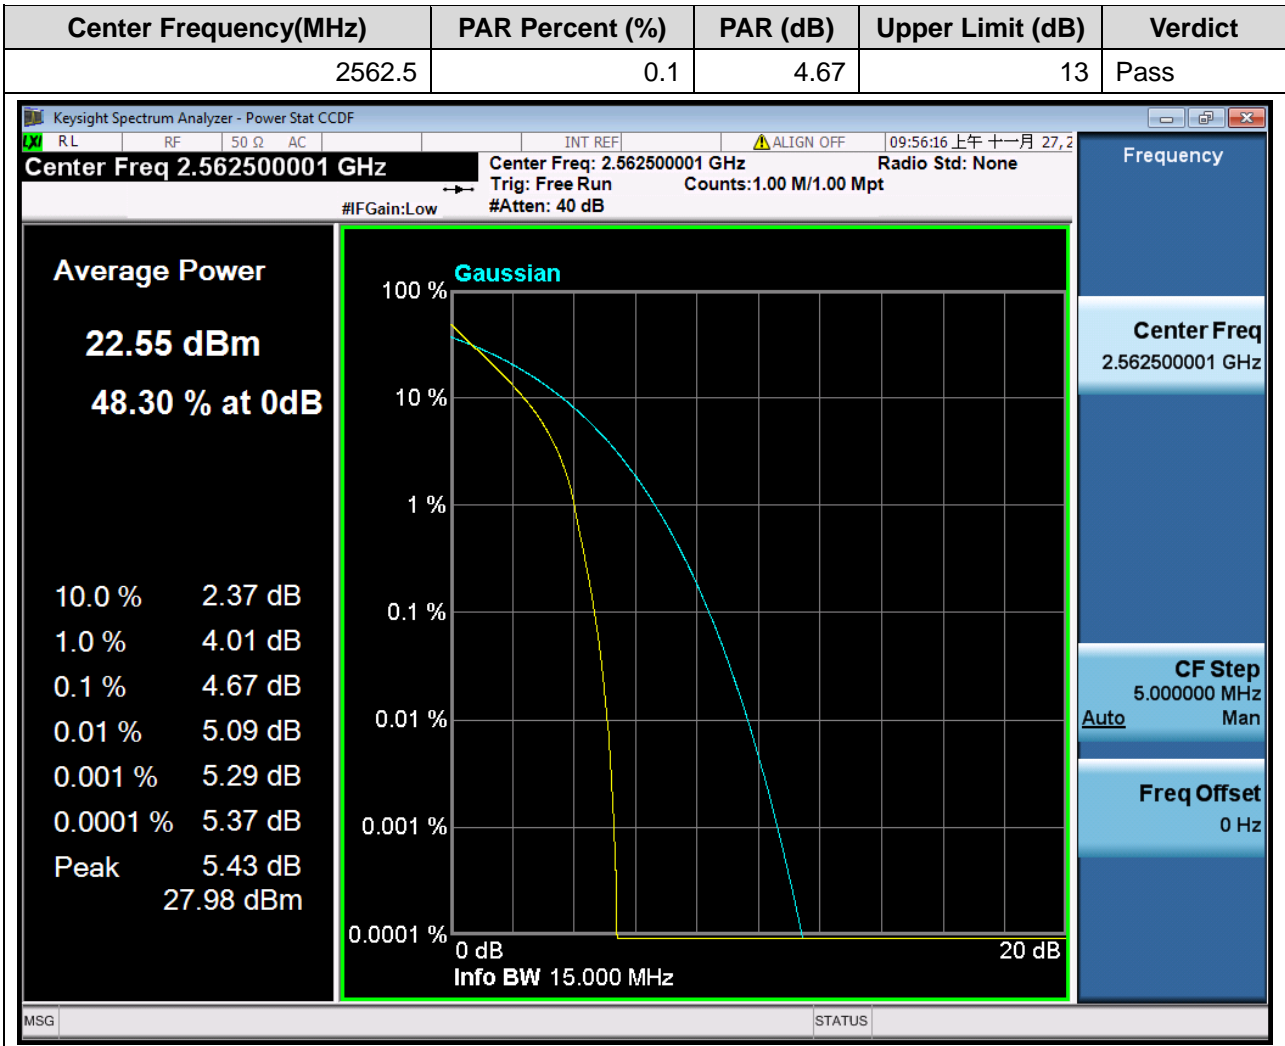 Center Frequency(MHz) PAR Percent (%) PAR (dB) Upper Limit (dB) Verdict
2562.5 0.1 4.67 13 Pass
Keysight Spectrum Analyzer - Power Stat CCDF
LXI RL RF 50 Ω AC INT REF ALIGN OFF 09:56:16 上午 十一月 27, 2
Center Freq 2.562500001 GHz
Center Freq: 2.562500001 GHz Radio Std: None
Trig: Free Run Counts:1.00 M/1.00 Mpt
#IFGain:Low #Atten: 40 dB
Frequency
Average Power
22.55 dBm
48.30 % at 0dB
10.0 % 2.37 dB
1.0 % 4.01 dB
0.1 % 4.67 dB
0.01 % 5.09 dB
0.001 % 5.29 dB
0.0001 % 5.37 dB
Peak 5.43 dB
27.98 dBm
Gaussian
100 %
10 %
1 %
0.1 %
0.01 %
0.001 %
0.0001 %
0 dB 20 dB
Info BW 15.000 MHz
Center Freq
2.562500001 GHz
CF Step
5.000000 MHz
Auto Man
Freq Offset
0 Hz
MSG STATUS